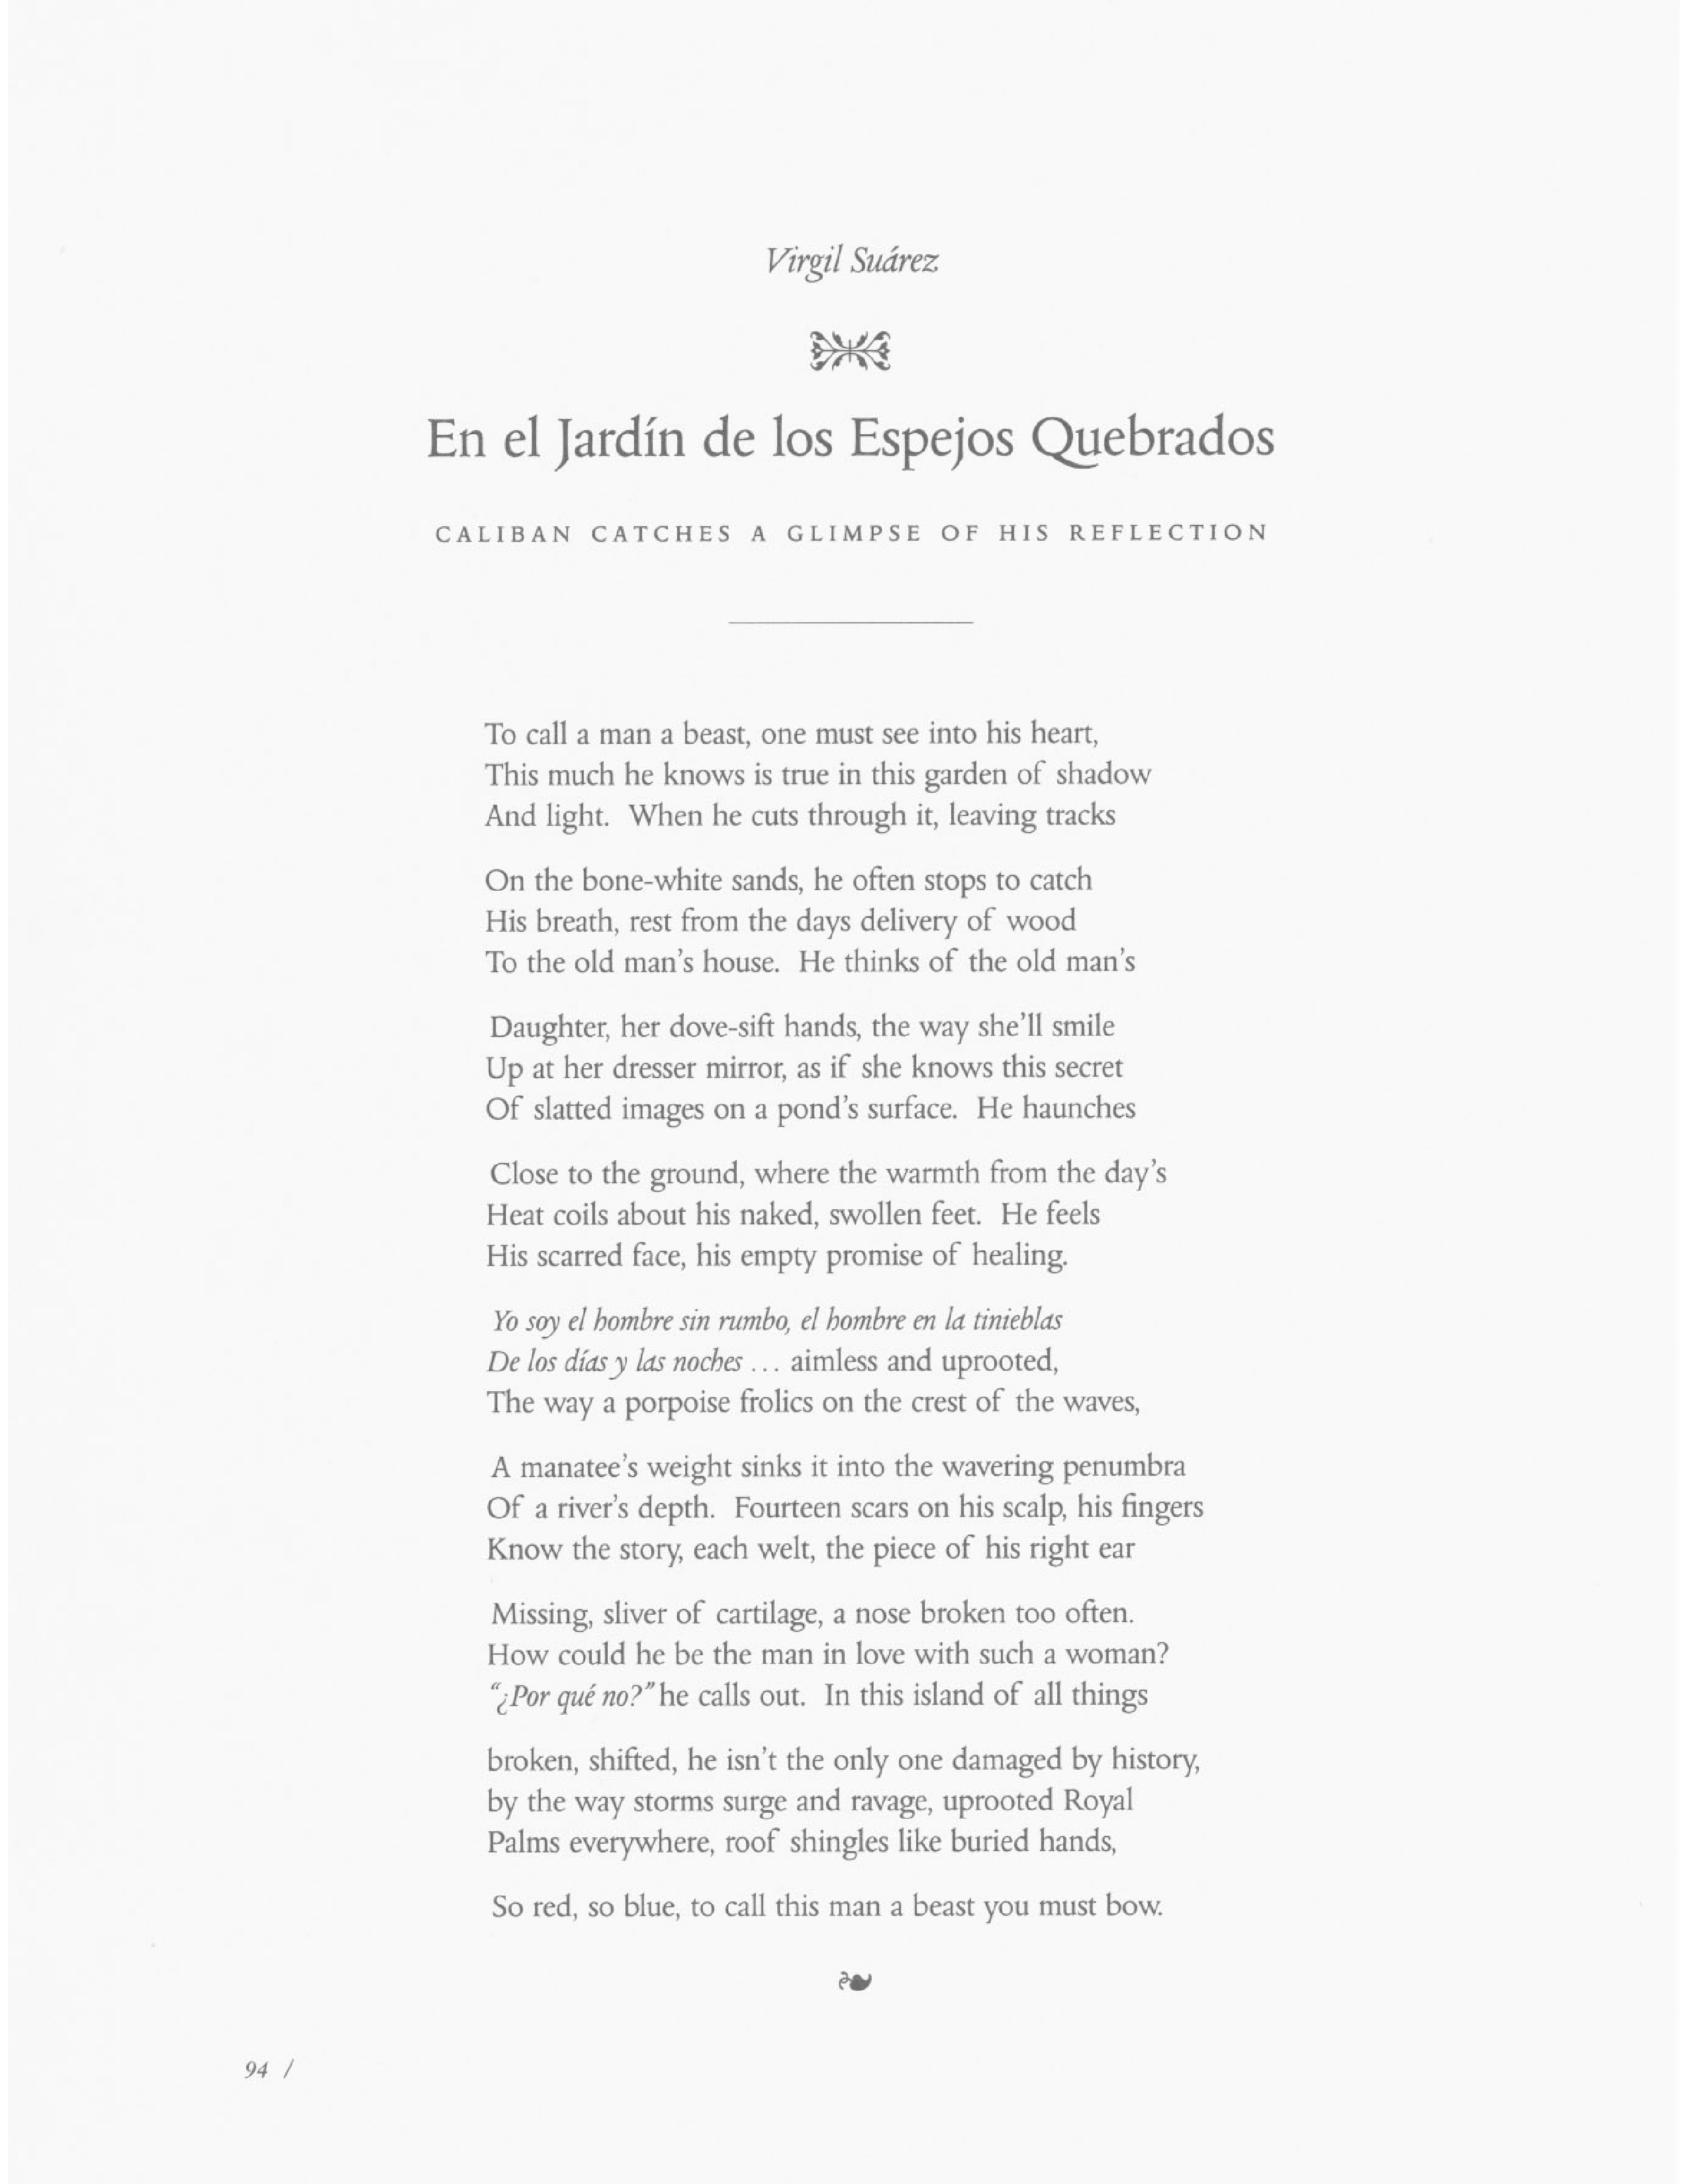 Virgil Suárez
En el Jardín de los Espejos Quebrados
CALIBAN CATCHES A GLIMPSE OF HIS REFLECTION
To call a man a beast, one must see into his heart,
This much he knows is true in this garden of shadow
And light. When he cuts through it, leaving tracks
On the bone-white sands, he often stops to catch
His breath, rest from the days delivery of wood
To the old man's house. He thinks of the old man's
Daughter, her dove-sift hands, the way she'll smile
Up at her dresser mirror, as if she knows this secret
Of slatted images on a pond's surface. He haunches
Close to the ground, where the warmth from the day's
Heat coils about his naked, swollen feet. He feels
His scarred face, his empty promise of healing.
Yo soy el hombre sin rumbo, el hombre en la tinieblas
De los días y las noches ... aimless and uprooted,
The way a porpoise frolics on the crest of the waves,
A manatee's weight sinks it into the wavering penumbra
Of a river's depth. Fourteen scars on his scalp, his fingers
Know the story, each welt, the piece of his right ear
Missing, sliver of cartilage, a nose broken too often.
How could he be the man in love with such a woman?
"¿Por qué no?" he calls out. In this island of all things
broken, shifted, he isn't the only one damaged by history,
by the way storms surge and ravage, uprooted Royal
Palms everywhere, roof shingles like buried hands,
So red, so blue, to call this man a beast you must bow.
94 /